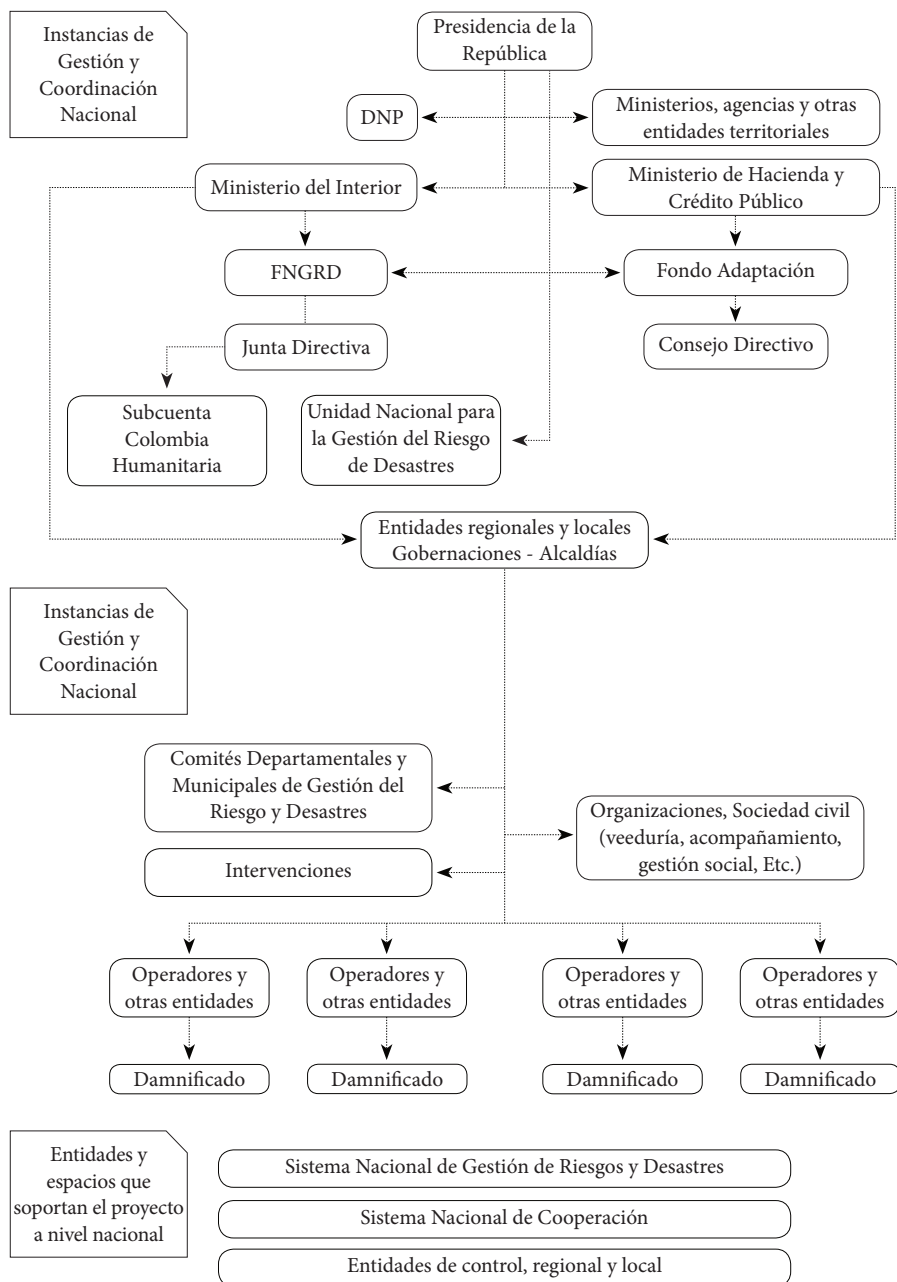 Instancias de
Gestión y
Coordinación
Nacional
Presidencia de la
República
DNP
Ministerios, agencias y otras
entidades territoriales
Ministerio del Interior
Ministerio de Hacienda y
Crédito Público
FNGRD
Fondo Adaptación
Junta Directiva
Consejo Directivo
Subcuenta
Colombia
Humanitaria
Unidad Nacional para
la Gestión del Riesgo
de Desastres
Entidades regionales y locales
Gobernaciones - Alcaldías
Instancias de
Gestión y
Coordinación
Nacional
Comités Departamentales y
Municipales de Gestión del
Riesgo y Desastres
Organizaciones, Sociedad civil
(veeduría, acompañamiento,
gestión social, Etc.)
Intervenciones
Operadores y
otras entidades
Operadores y
otras entidades
Operadores y
otras entidades
Operadores y
otras entidades
Damnificado
Damnificado
Damnificado
Damnificado
Entidades y
espacios que
soportan el proyecto
a nivel nacional
Sistema Nacional de Gestión de Riesgos y Desastres
Sistema Nacional de Cooperación
Entidades de control, regional y local